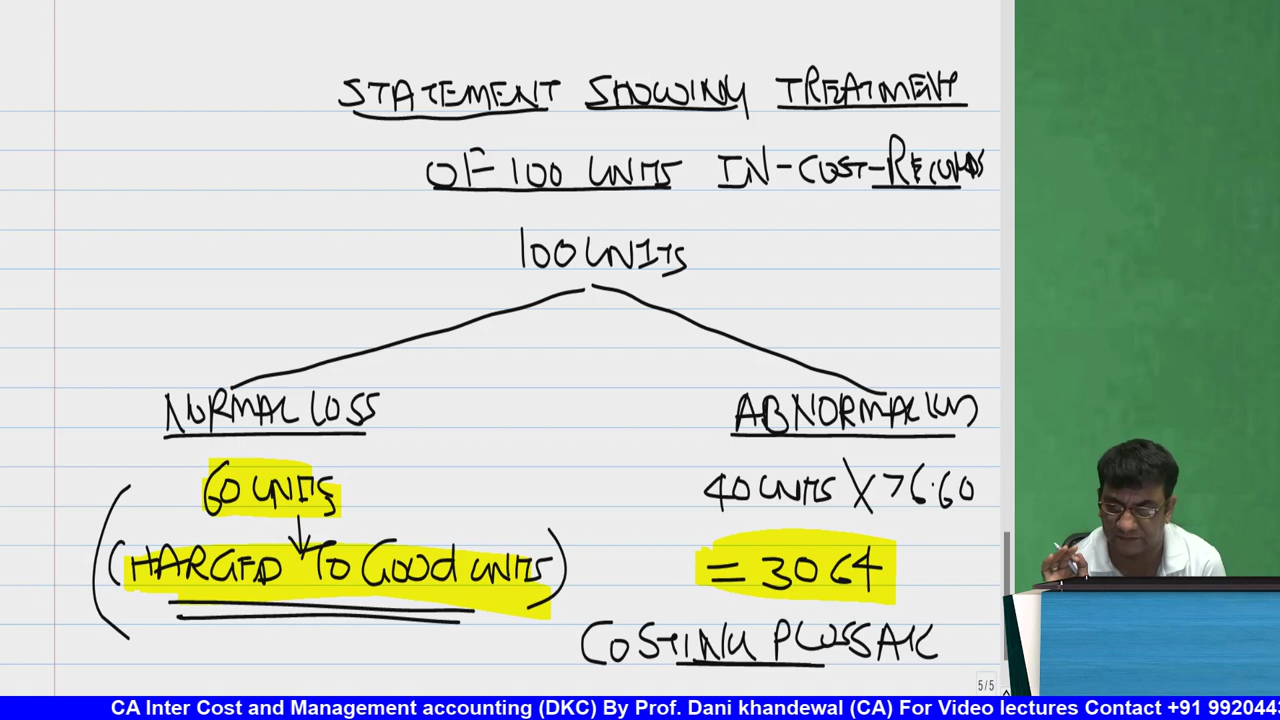 STATEMENT SHOWING TREATMENT
OF 100 UNITS IN-COST-RECORDS
100 UNITS
NORMAL LOSS
ABNORMAL LOSS
60 UNITS
40 UNITS X 76.60
(CHARGED TO GOOD UNITS)
= 3064
COSTING PLOSS A/C
5/5
CA Inter Cost and Management accounting (DKC) By Prof. Dani khandewal (CA) For Video lectures Contact +91 9920443